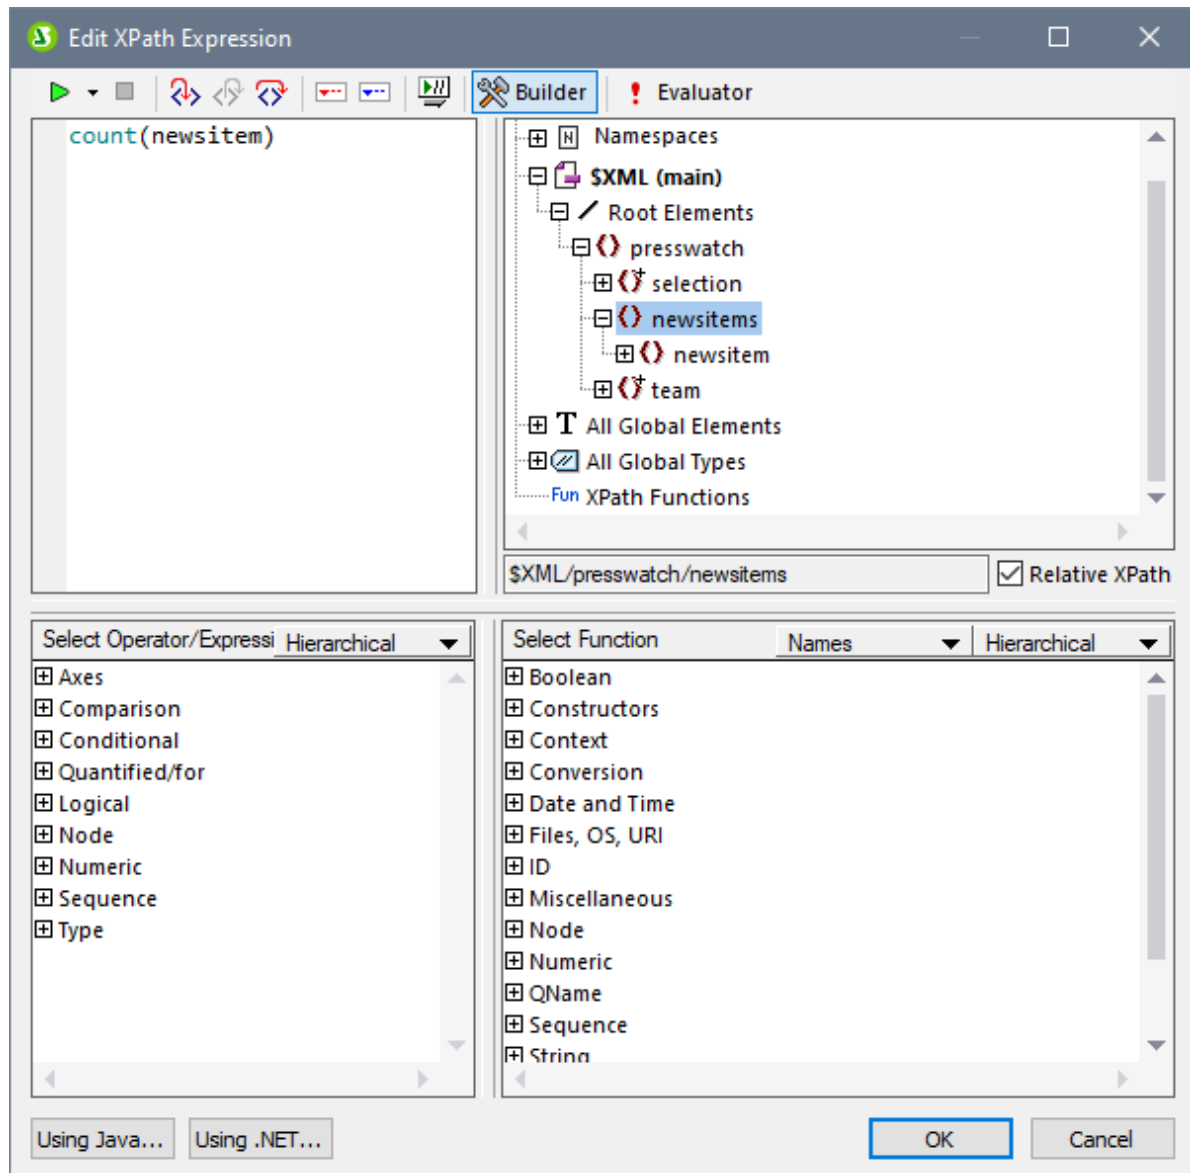 Edit XPath Expression
Builder
Evaluator
count(newsitem)
N Namespaces
$XML (main)
Root Elements
presswatch
selection
newsitems
newsitem
team
T All Global Elements
All Global Types
Fun XPath Functions
$XML/presswatch/newsitems
Relative XPath
Select Operator/Expressi
Hierarchical
Axes
Comparison
Conditional
Quantified/for
Logical
Node
Numeric
Sequence
Type
Select Function
Names
Hierarchical
Boolean
Constructors
Context
Conversion
Date and Time
Files, OS, URI
ID
Miscellaneous
Node
Numeric
QName
Sequence
String
Using Java...
Using .NET...
OK
Cancel